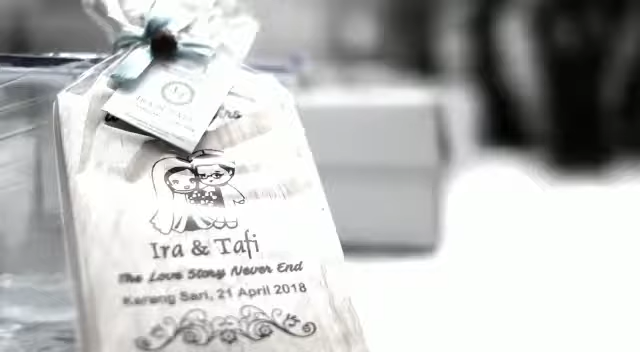 Ira & Tafi
The Love Story Never End
Karang Sari, 21 April 2018